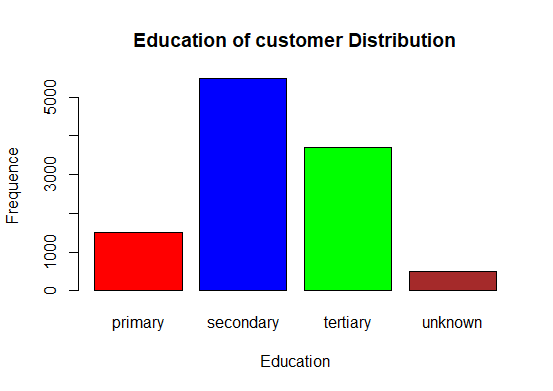 Education of customer Distribution
Frequence
5000
3000
1000
0
primary secondary tertiary unknown
Education